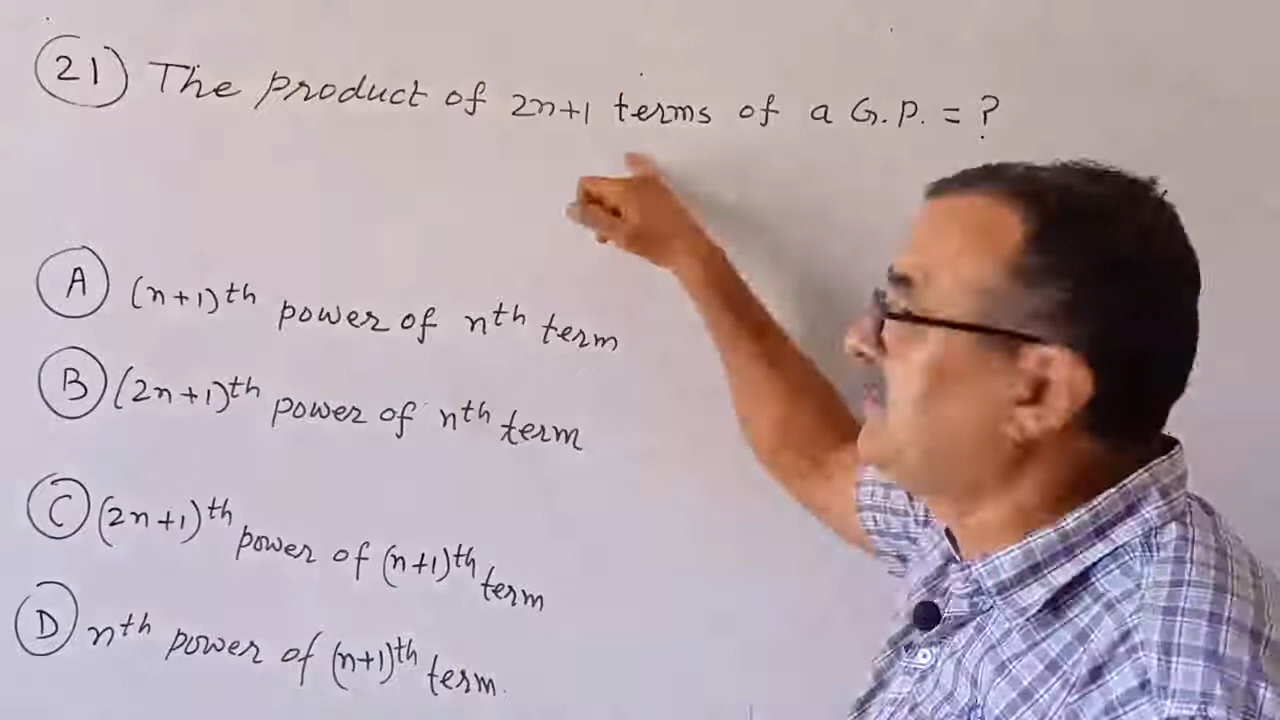 21) The product of 2n+1 terms of a G.P. = ?
A (n+1)th power of nth term
B (2n+1)th power of nth term
C (2n+1)th power of (n+1)th term
D nth power of (n+1)th term.